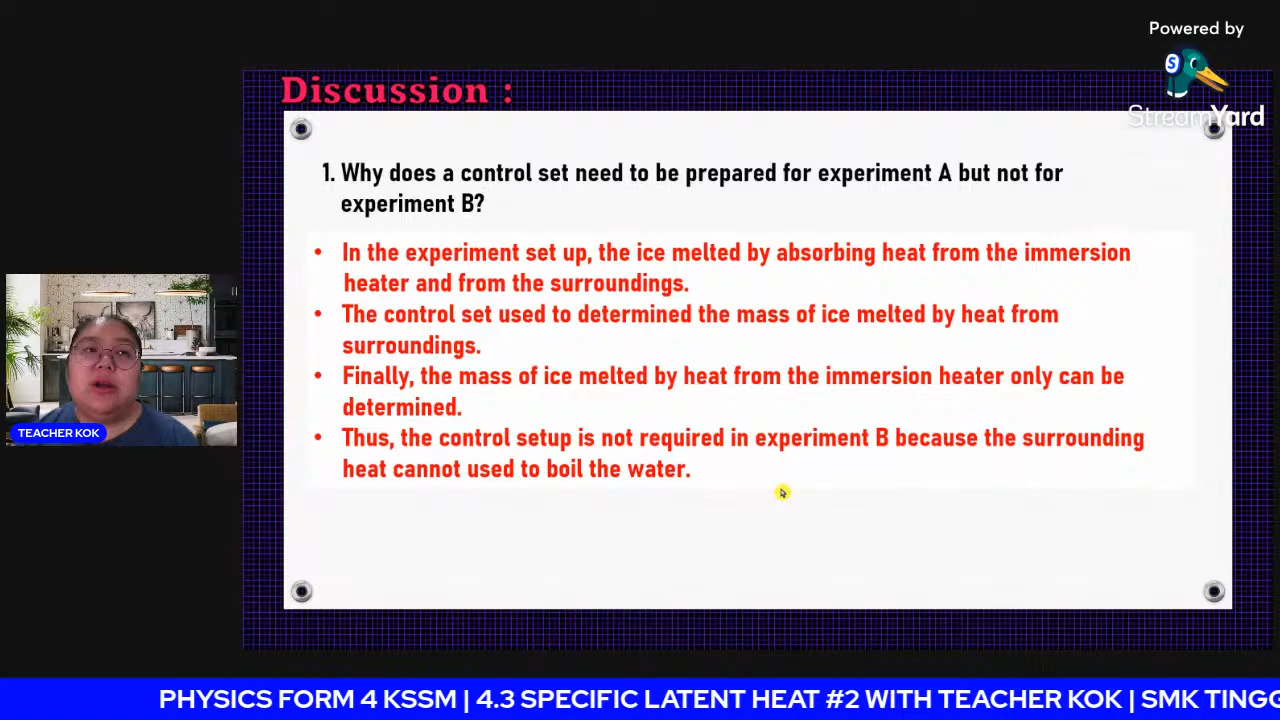 Powered by
StreamYard
Discussion :
1. Why does a control set need to be prepared for experiment A but not for
experiment B?
• In the experiment set up, the ice melted by absorbing heat from the immersion
heater and from the surroundings.
• The control set used to determined the mass of ice melted by heat from
surroundings.
• Finally, the mass of ice melted by heat from the immersion heater only can be
determined.
• Thus, the control setup is not required in experiment B because the surrounding
heat cannot used to boil the water.
TEACHER KOK
PHYSICS FORM 4 KSSM | 4.3 SPECIFIC LATENT HEAT #2 WITH TEACHER KOK | SMK TINGG